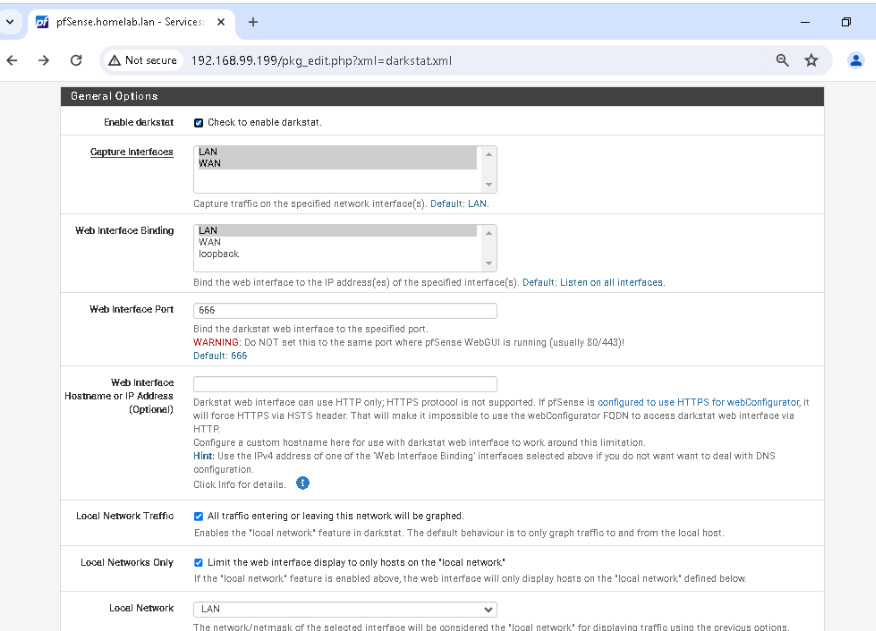 pfSense.homelab.lan - Services:
Not secure 192.168.99.199/pkg_edit.php?xml=darkstat.xml
General Options
Enable darkstat
Check to enable darkstat.
Capture Interfaces
LAN
WAN
Capture traffic on the specified network interface(s). Default: LAN.
Web Interface Binding
LAN
WAN
loopback
Bind the web interface to the IP address(es) of the specified interface(s). Default: Listen on all interfaces.
Web Interface Port
666
Bind the darkstat web interface to the specified port.
WARNING: Do NOT set this to the same port where pfSense WebGUI is running (usually 80/443)!
Default: 666
Web Interface
Hostname or IP Address
(Optional)
Darkstat web interface can use HTTP only; HTTPS protocol is not supported. If pfSense is configured to use HTTPS for webConfigurator, it
will force HTTPS via HSTS header. That will make it impossible to use the webConfigurator FQDN to access darkstat web interface via
HTTP.
Configure a custom hostname here for use with darkstat web interface to work around this limitation.
Hint: Use the IPv4 address of one of the 'Web Interface Binding' interfaces selected above if you do not want want to deal with DNS
configuration.
Click Info for details.
Local Network Traffic
All traffic entering or leaving this network will be graphed.
Enables the "local network" feature in darkstat. The default behaviour is to only graph traffic to and from the local host.
Local Networks Only
Limit the web interface display to only hosts on the "local network"
If the "local network" feature is enabled above, the web interface will only display hosts on the "local network" defined below.
Local Network
LAN
The network/netmask of the selected interface will be considered the "local network" for displaying traffic using the previous options.